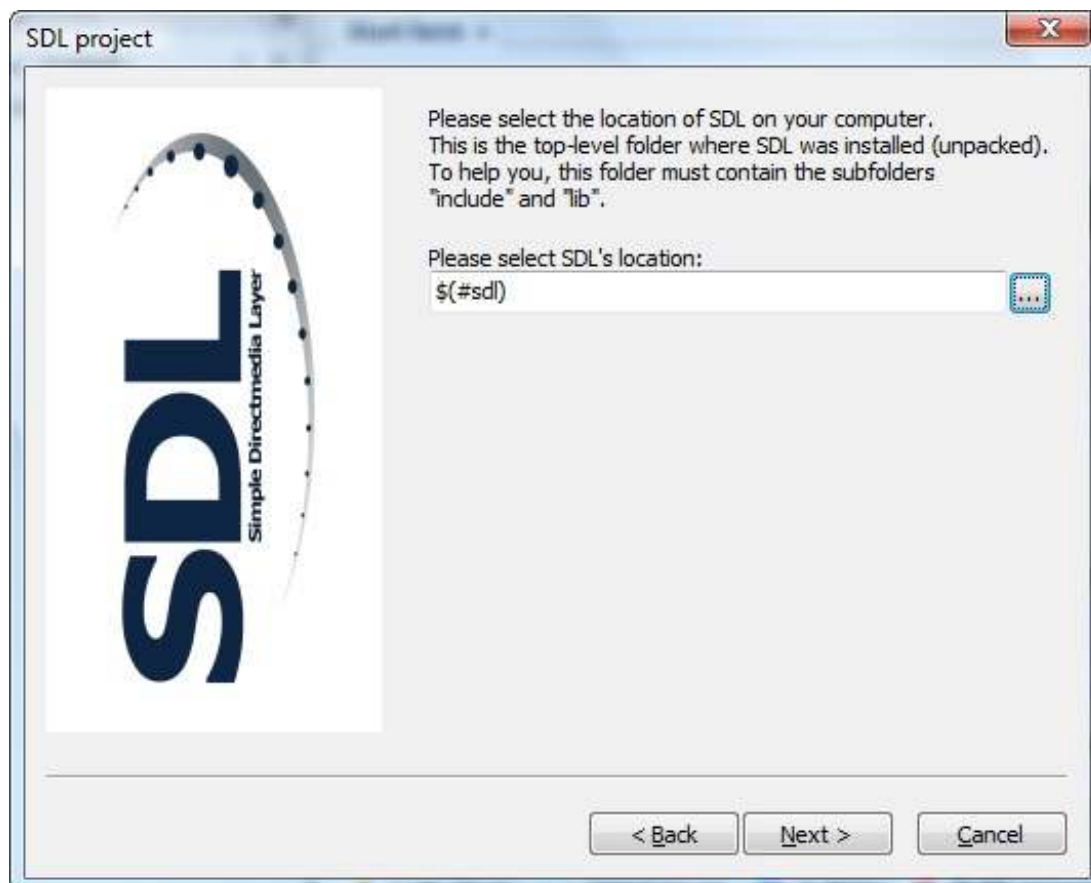 SDL project
x
SDL
Simple Directmedia Layer
Please select the location of SDL on your computer.
This is the top-level folder where SDL was installed (unpacked).
To help you, this folder must contain the subfolders
"include" and "lib".
Please select SDL's location:
$(#sdl)
...
< Back
Next >
Cancel